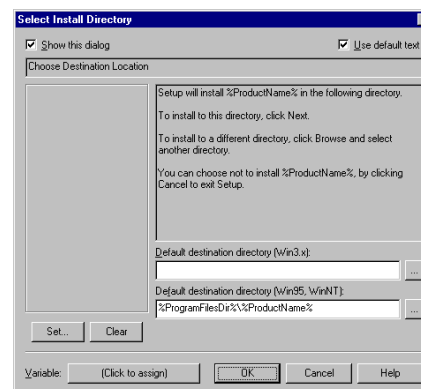 Select Install Directory
Show this dialog
Use default text
Choose Destination Location
Setup will install %ProductName% in the following directory.
To install to this directory, click Next.
To install to a different directory, click Browse and select
another directory.
You can choose not to install %ProductName%, by clicking
Cancel to exit Setup.
Default destination directory (Win3.x):
...
Default destination directory (Win95, WinNT):
%ProgramFilesDir%\%ProductName%
...
Set...
Clear
Variable:
(Click to assign)
OK
Cancel
Help